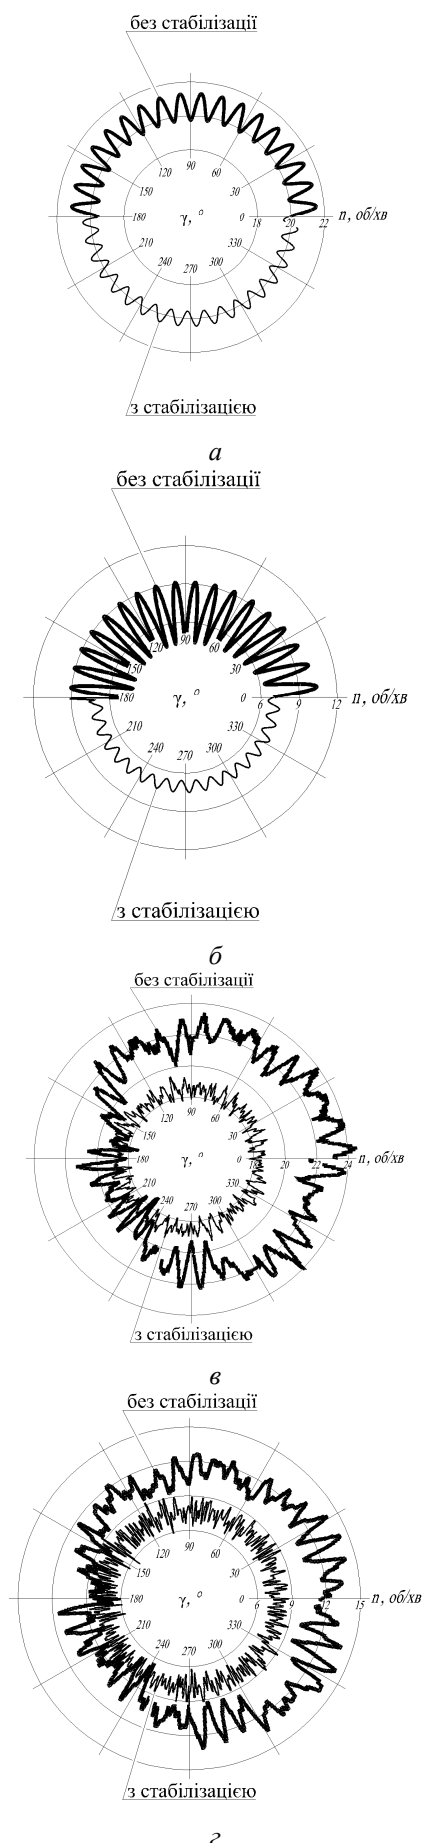 без стабілізації
90
120 60
150 30
180 γ, ° 0 18 20 22 n, об/хв
210 330
240 300
270
з стабілізацією
а
без стабілізації
90
120 60
150 30
180 γ, ° 0 6 9 12 n, об/хв
210 330
240 300
270
з стабілізацією
б
без стабілізації
120 90 60
150 30
180 γ, ° 0 18 20 22 24 n, об/хв
210 330
240 300
270
з стабілізацією
в
без стабілізації
90
120 60
150 30
180 γ, ° 0 6 9 12 15 n, об/хв
210 330
240 300
270
з стабілізацією
г